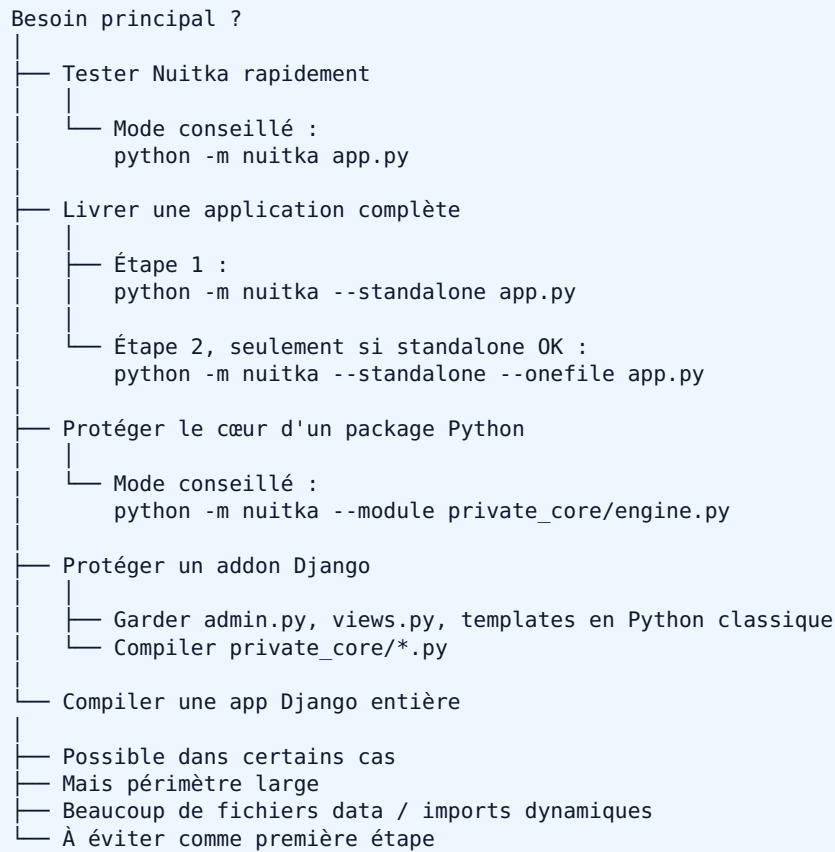 Besoin principal ?
│
├── Tester Nuitka rapidement
│   │
│   └── Mode conseillé :
│       python -m nuitka app.py
│
├── Livrer une application complète
│   │
│   ├── Étape 1 :
│   │   python -m nuitka --standalone app.py
│   │
│   └── Étape 2, seulement si standalone OK :
│       python -m nuitka --standalone --onefile app.py
│
├── Protéger le cœur d'un package Python
│   │
│   └── Mode conseillé :
│       python -m nuitka --module private_core/engine.py
│
├── Protéger un addon Django
│   │
│   ├── Garder admin.py, views.py, templates en Python classique
│   └── Compiler private_core/*.py
│
└── Compiler une app Django entière
│
├── Possible dans certains cas
├── Mais périmètre large
├── Beaucoup de fichiers data / imports dynamiques
└── À éviter comme première étape